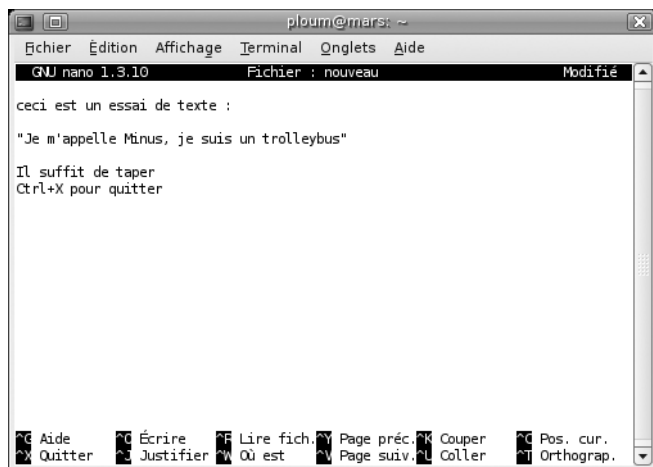 ploum@mars: ~
Fichier Édition Affichage Terminal Onglets Aide
GNU nano 1.3.10 Fichier : nouveau Modifié
ceci est un essai de texte :
"Je m'appelle Minus, je suis un trolleybus"
Il suffit de taper
Ctrl+X pour quitter
^G Aide ^O Écrire ^R Lire fich. ^Y Page préc. ^K Couper ^C Pos. cur.
^X Quitter ^J Justifier ^W Où est ^V Page suiv. ^U Coller ^T Orthograp.